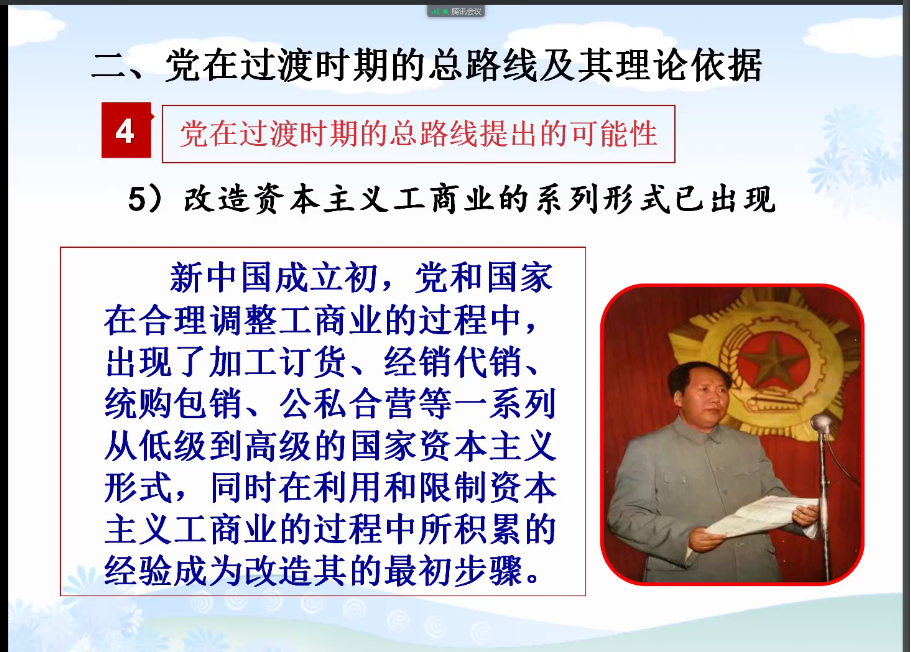 腾讯会议
二、党在过渡时期的总路线及其理论依据
4
党在过渡时期的总路线提出的可能性
5）改造资本主义工商业的系列形式已出现
新中国成立初，党和国家
在合理调整工商业的过程中，
出现了加工订货、经销代销、
统购包销、公私合营等一系列
从低级到高级的国家资本主义
形式，同时在利用和限制资本
主义工商业的过程中所积累的
经验成为改造其的最初步骤。